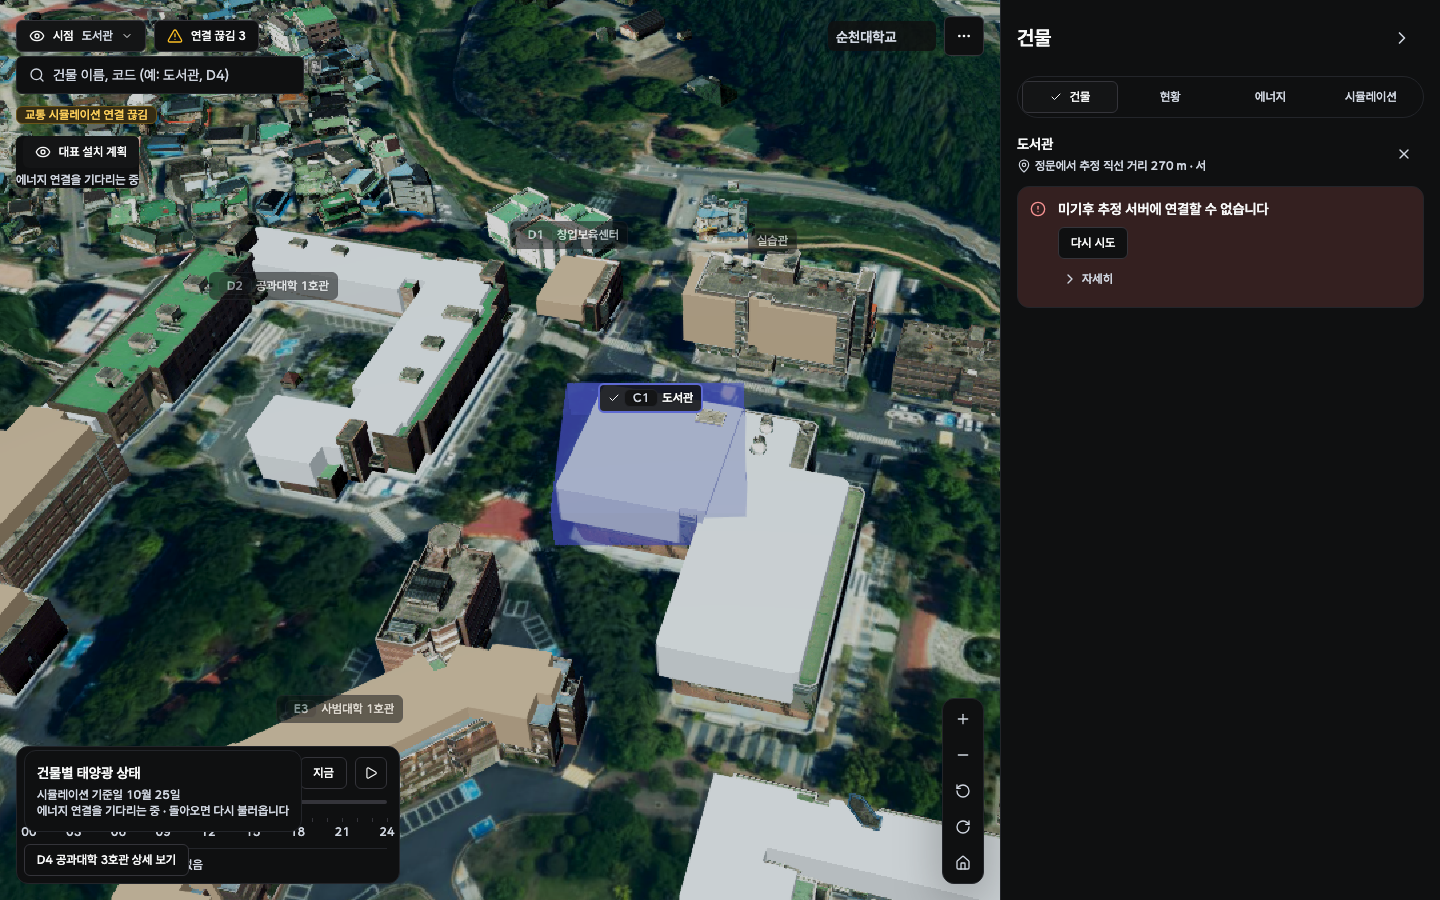 시점 도서관
연결 끊김 3
순천대학교
건물 이름, 코드 (예: 도서관, D4)
교통 시뮬레이션 연결 끊김
대표 설치 계획
에너지 연결을 기다리는 중
D1 창업보육센터
실습관
D2 공과대학 1호관
C1 도서관
E3 사범대학 1호관
건물별 태양광 상태
시뮬레이션 기준일 10월 25일
에너지 연결을 기다리는 중 · 돌아오면 다시 불러옵니다
지금
00 03 06 09 12 15 18 21 24
D4 공과대학 3호관 상세 보기
없음
건물
건물
현황
에너지
시뮬레이션
도서관
정문에서 추정 직선 거리 270 m · 서
미기후 추정 서버에 연결할 수 없습니다
다시 시도
자세히